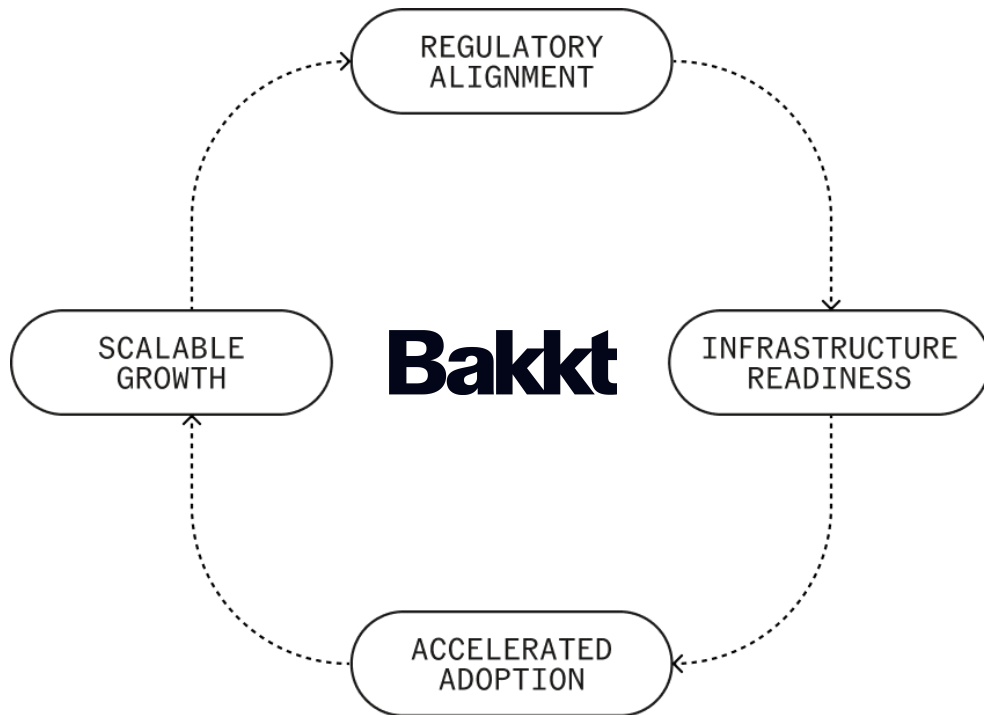 REGULATORY
ALIGNMENT
SCALABLE
GROWTH
Bakkt
INFRASTRUCTURE
READINESS
ACCELERATED
ADOPTION